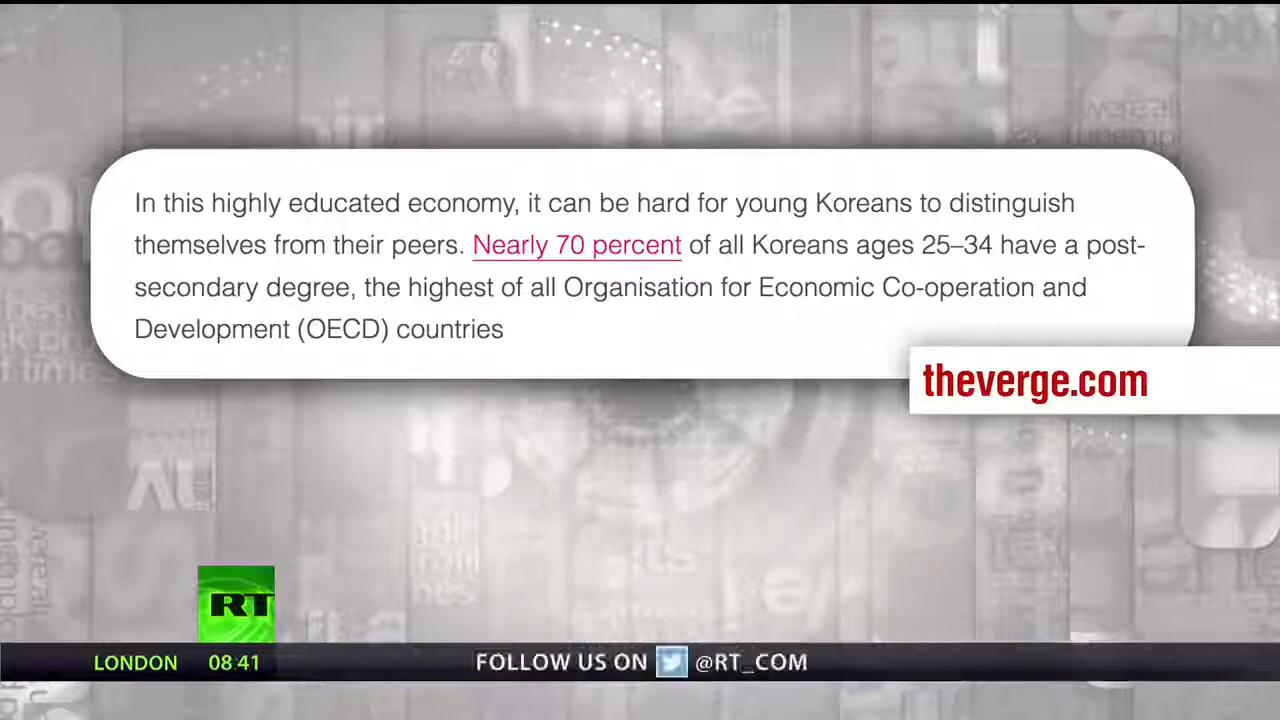 In this highly educated economy, it can be hard for young Koreans to distinguish
themselves from their peers. Nearly 70 percent of all Koreans ages 25–34 have a post-
secondary degree, the highest of all Organisation for Economic Co-operation and
Development (OECD) countries
theverge.com
RT
LONDON 08:41 FOLLOW US ON @RT_COM